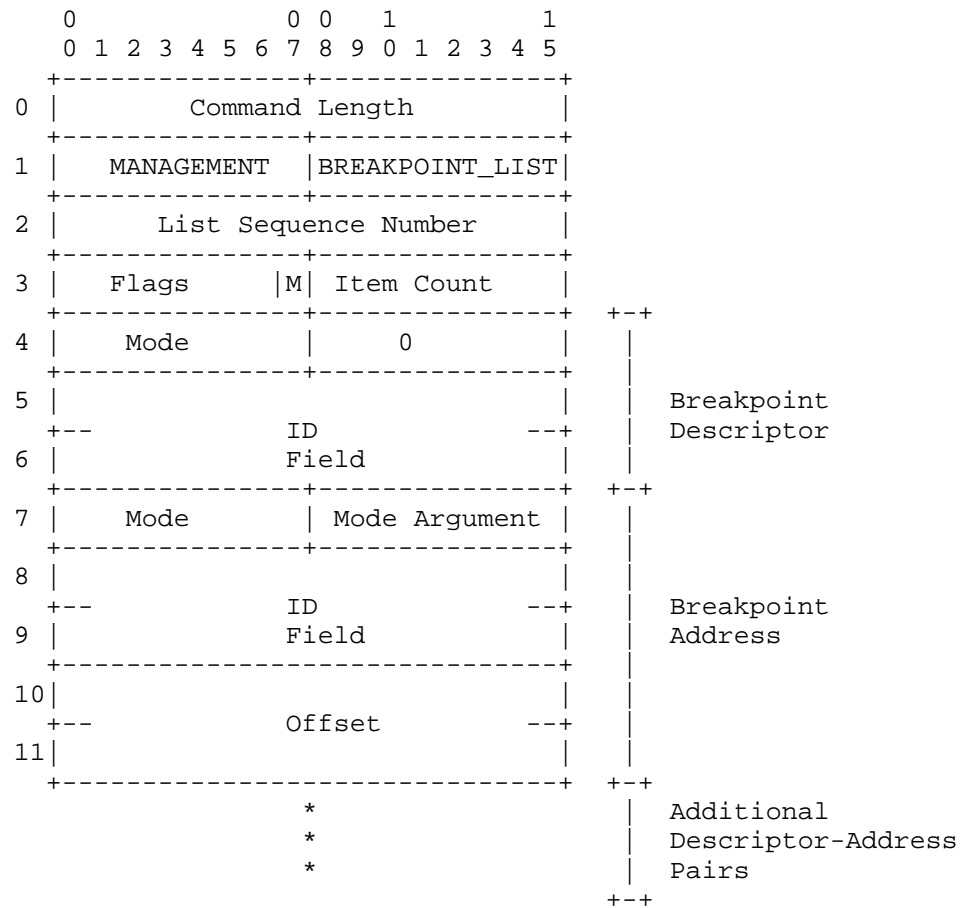 0             0 0   1         1
     0 1 2 3 4 5 6 7 8 9 0 1 2 3 4 5
    +---------------+---------------+
 0  |        Command Length         |
    +---------------+---------------+
 1  |   MANAGEMENT  |BREAKPOINT_LIST|
    +---------------+---------------+
 2  |      List Sequence Number     |
    +---------------+---------------+
 3  |   Flags     |M| Item Count    |
    +---------------+---------------+  +-+
 4  |    Mode       |     0         |   |
    +---------------+---------------+   |
 5  |                               |   |  Breakpoint
    +--            ID             --+   |  Descriptor
 6  |              Field            |   |
    +---------------+---------------+  +-+
 7  |    Mode       | Mode Argument |   |
    +---------------+---------------+   |
 8  |                               |   |
    +--            ID             --+   |  Breakpoint
 9  |              Field            |   |  Address
    +-------------------------------+   |
  10|                               |   |
    +--            Offset         --+   |
  11|                               |   |
    +-------------------------------+  +-+
                    *                   |  Additional
                    *                   |  Descriptor-Address
                    *                   |  Pairs
                                       +-+